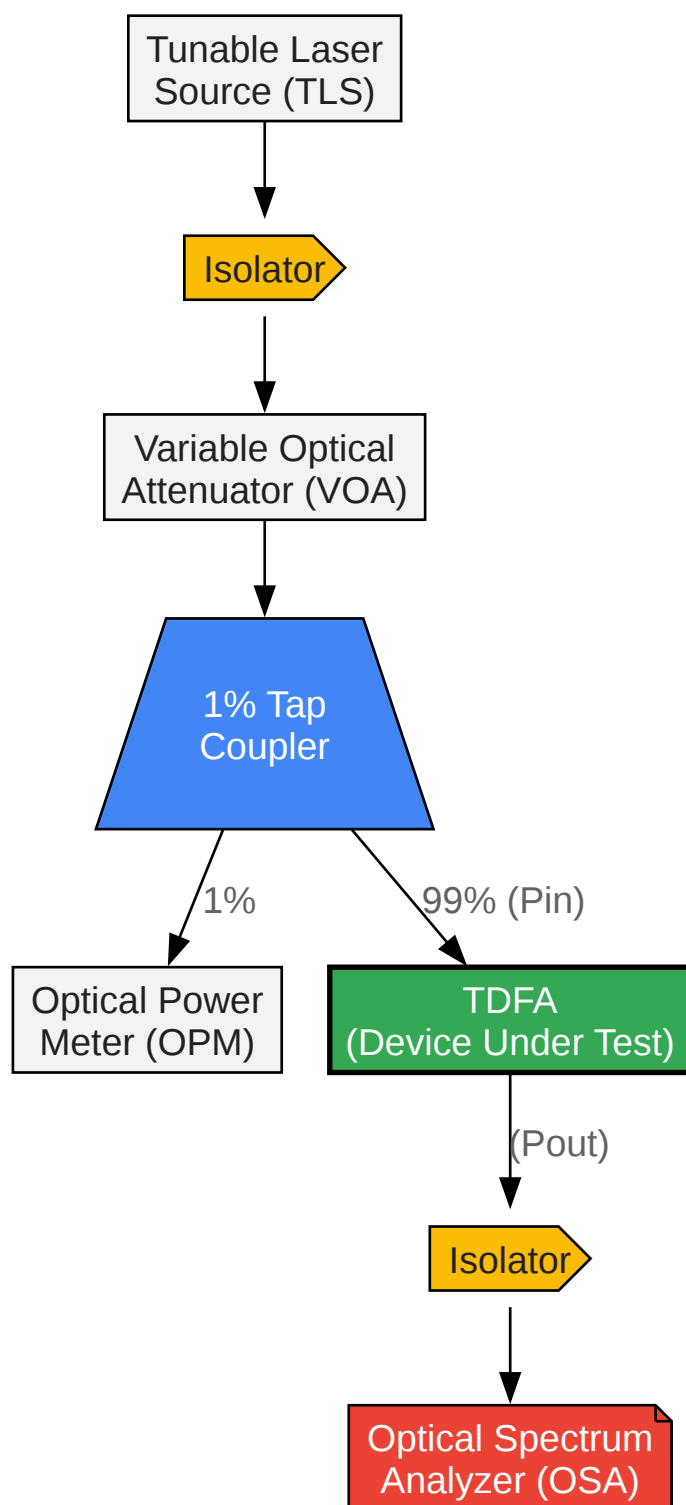 Tunable Laser
Source (TLS)
Isolator
Variable Optical
Attenuator (VOA)
1% Tap
Coupler
1%
99% (Pin)
Optical Power
Meter (OPM)
TDFA
(Device Under Test)
(Pout)
Isolator
Optical Spectrum
Analyzer (OSA)